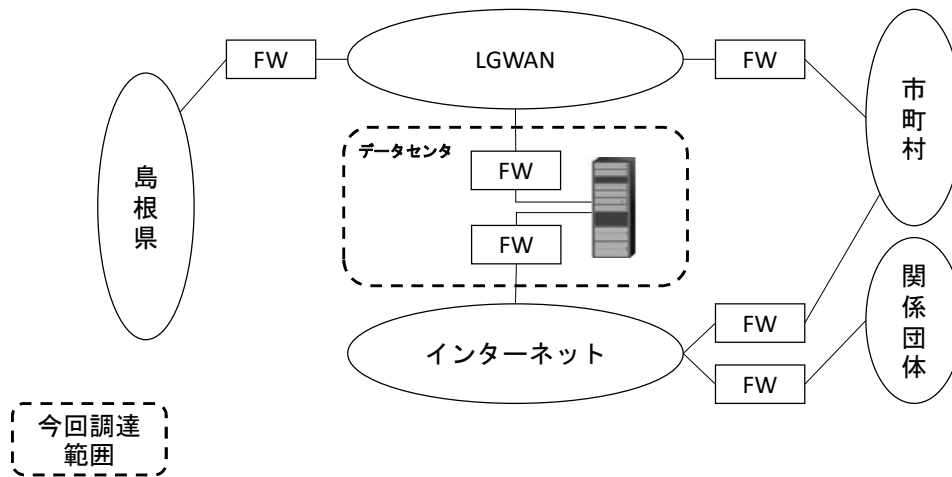 FW
LGWAN
FW
市町村
島根県
データセンタ
FW
FW
関係団体
インターネット
FW
FW
今回調達
範囲